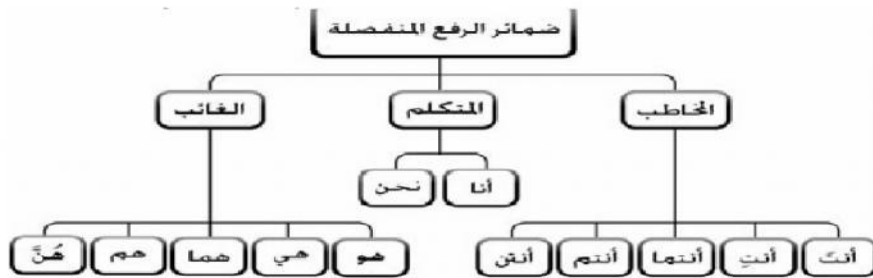 ضمائر الرفع المنفصلة
المخاطب المتكلم الغائب
أنا نحن
أنتَ أنتِ أنتما أنتم أنتن هو هي هما هم هُنَّ